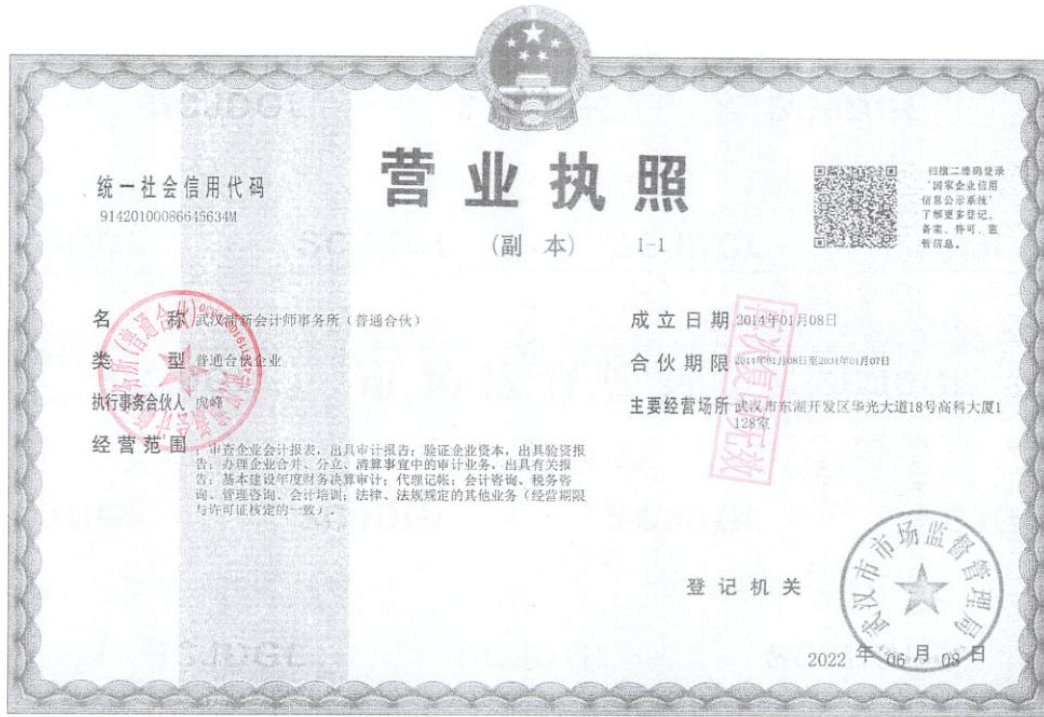 营业执照
(副 本) 1-1
统一社会信用代码
91420100086645634M
扫描二维码登录
‘国家企业信用
信息公示系统’
了解更多登记、
备案、许可、监
管信息。
名 称 武汉 新会计师事务所（普通合伙）
类 型 普通合伙企业
执行事务合伙人 虎峰
经营范围 ；审查企业会计报表，出具审计报告；验证企业资本，出具验资报
告；办理企业合并、分立、清算事宜中的审计业务，出具有关报
告；基本建设年度财务决算审计；代理记账；会计咨询、税务咨
询、管理咨询、会计培训；法律、法规规定的其他业务（经营期限
与许可证核定的一致）。
成立日期 2014年01月08日
合伙期限 2014年01月08日至2034年01月07日
主要经营场所 武汉市东湖开发区华光大道18号高科大厦1
128室
再次复印无效
登记机关
武汉市市场监督管理局
2022 年 06 月 08 日